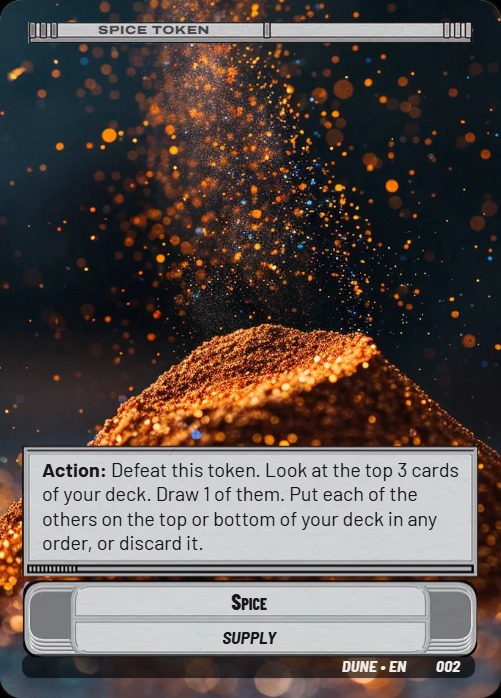 SPICE TOKEN
Action: Defeat this token. Look at the top 3 cards
of your deck. Draw 1 of them. Put each of the
others on the top or bottom of your deck in any
order, or discard it.
SPICE
SUPPLY
DUNE • EN 002